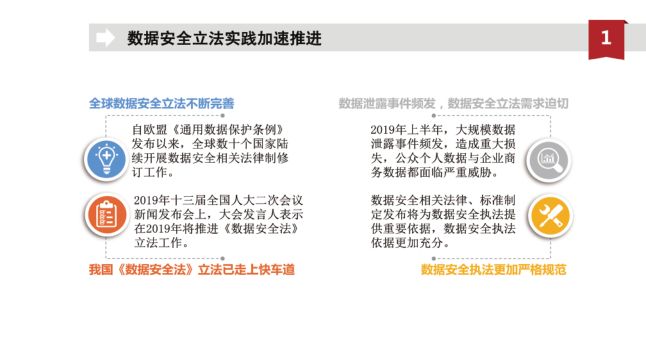 数据安全立法实践加速推进
1
全球数据安全立法不断完善
自欧盟《通用数据保护条例》
发布以来，全球数十个国家陆
续开展数据安全相关法律制修
订工作。
2019年十三届全国人大二次会议
新闻发布会上，大会发言人表示
在2019年将推进《数据安全法》
立法工作。
我国《数据安全法》立法已走上快车道
数据泄露事件频发，数据安全立法需求迫切
2019年上半年，大规模数据
泄露事件频发，造成重大损
失，公众个人数据与企业商
务数据都面临严重威胁。
数据安全相关法律、标准制
定发布将为数据安全执法提
供重要依据，数据安全执法
依据更加充分。
数据安全执法更加严格规范